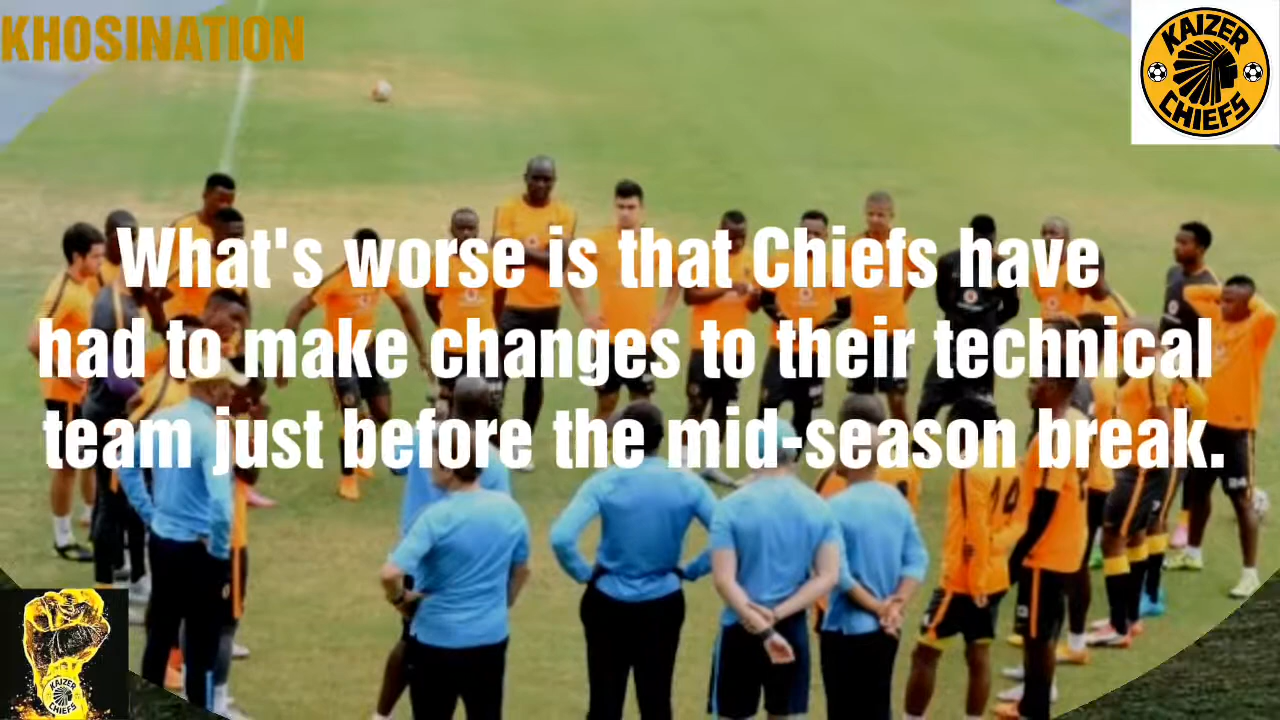 KHOSINATION
KAIZER
CHIEFS
What's worse is that Chiefs have
had to make changes to their technical
team just before the mid-season break.
14
KAIZER
CHIEFS